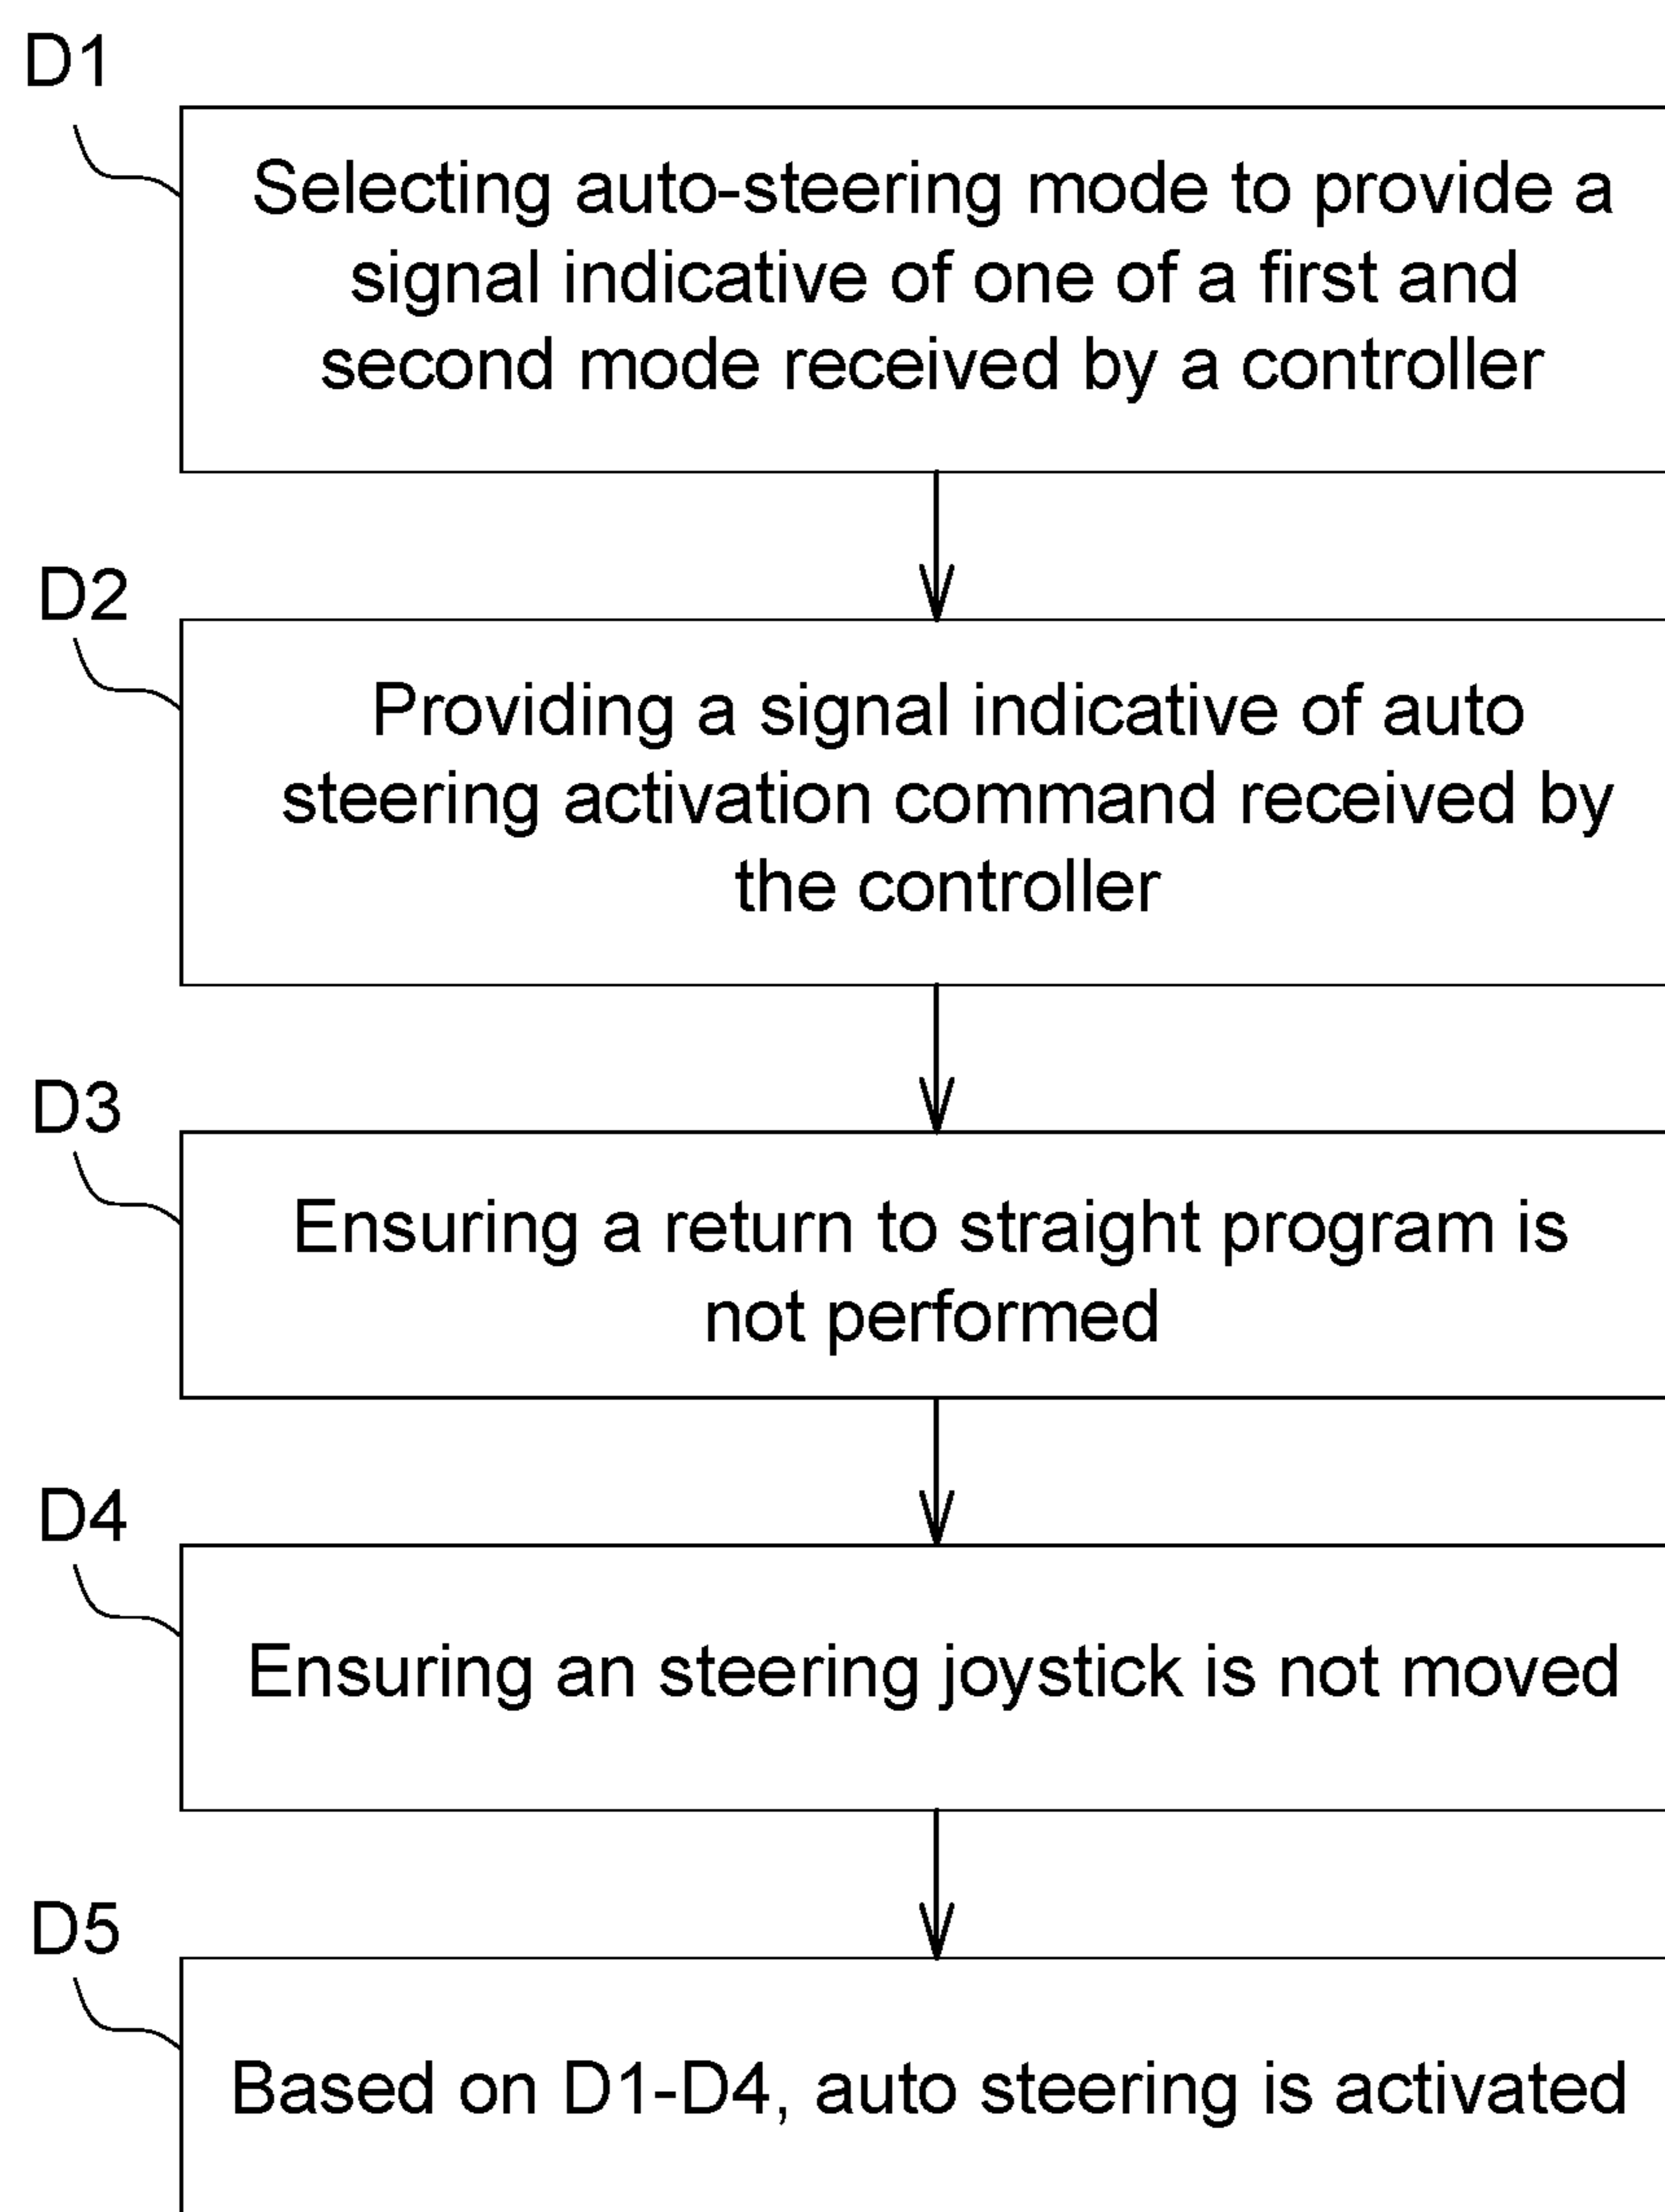 D1
Selecting auto-steering mode to provide a
signal indicative of one of a first and
second mode received by a controller
D2
Providing a signal indicative of auto
steering activation command received by
the controller
D3
Ensuring a return to straight program is
not performed
D4
Ensuring an steering joystick is not moved
D5
Based on D1-D4, auto steering is activated